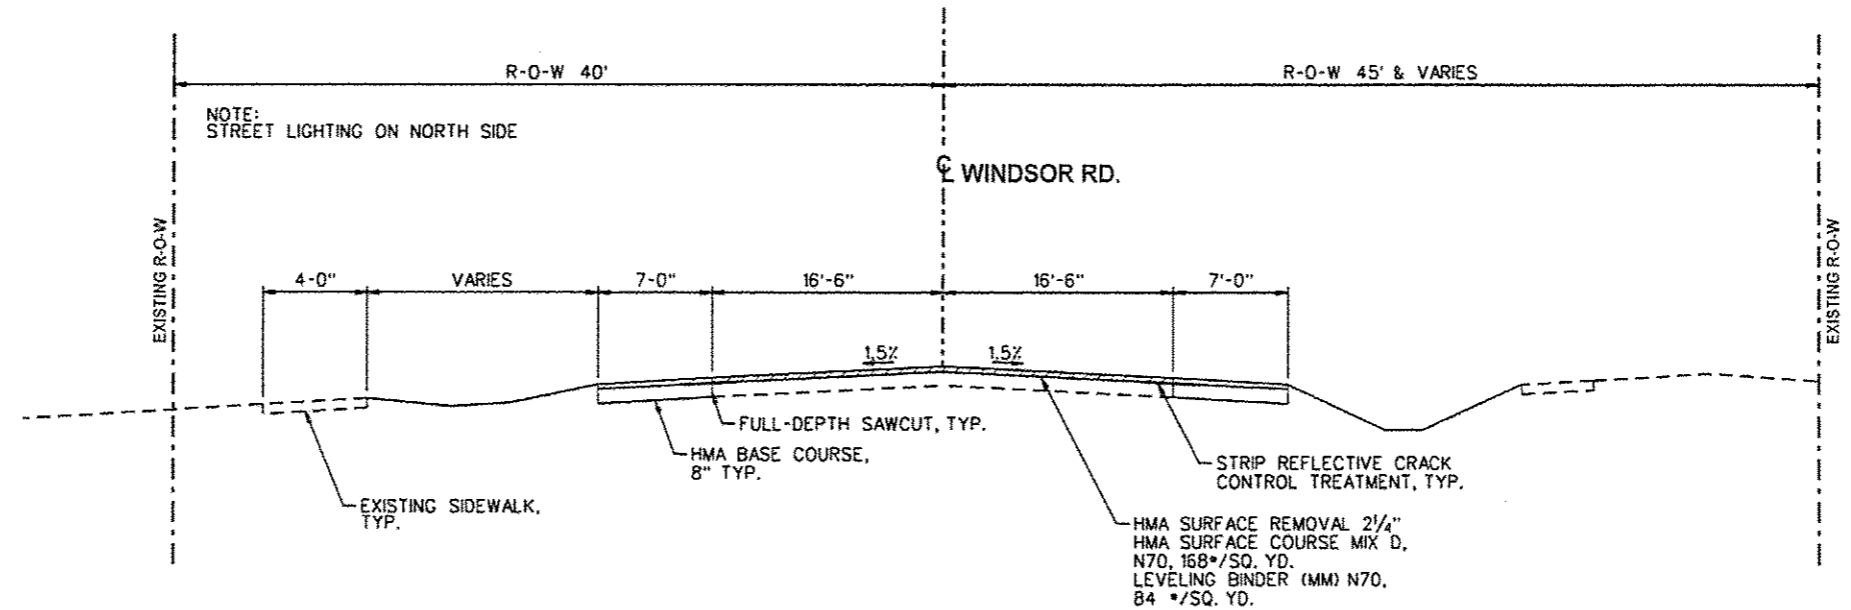 R-O-W 40'
R-O-W 45' & VARIES
NOTE:
STREET LIGHTING ON NORTH SIDE
℄ WINDSOR RD.
EXISTING R-O-W
EXISTING R-O-W
4-0"
VARIES
7-0"
16'-6"
16'-6"
7'-0"
1.5%
1.5%
FULL-DEPTH SAWCUT, TYP.
HMA BASE COURSE,
8" TYP.
STRIP REFLECTIVE CRACK
CONTROL TREATMENT, TYP.
EXISTING SIDEWALK,
TYP.
HMA SURFACE REMOVAL 2¼"
HMA SURFACE COURSE MIX D,
N70, 168#/SQ. YD.
LEVELING BINDER (MM) N70,
84 #/SQ. YD.